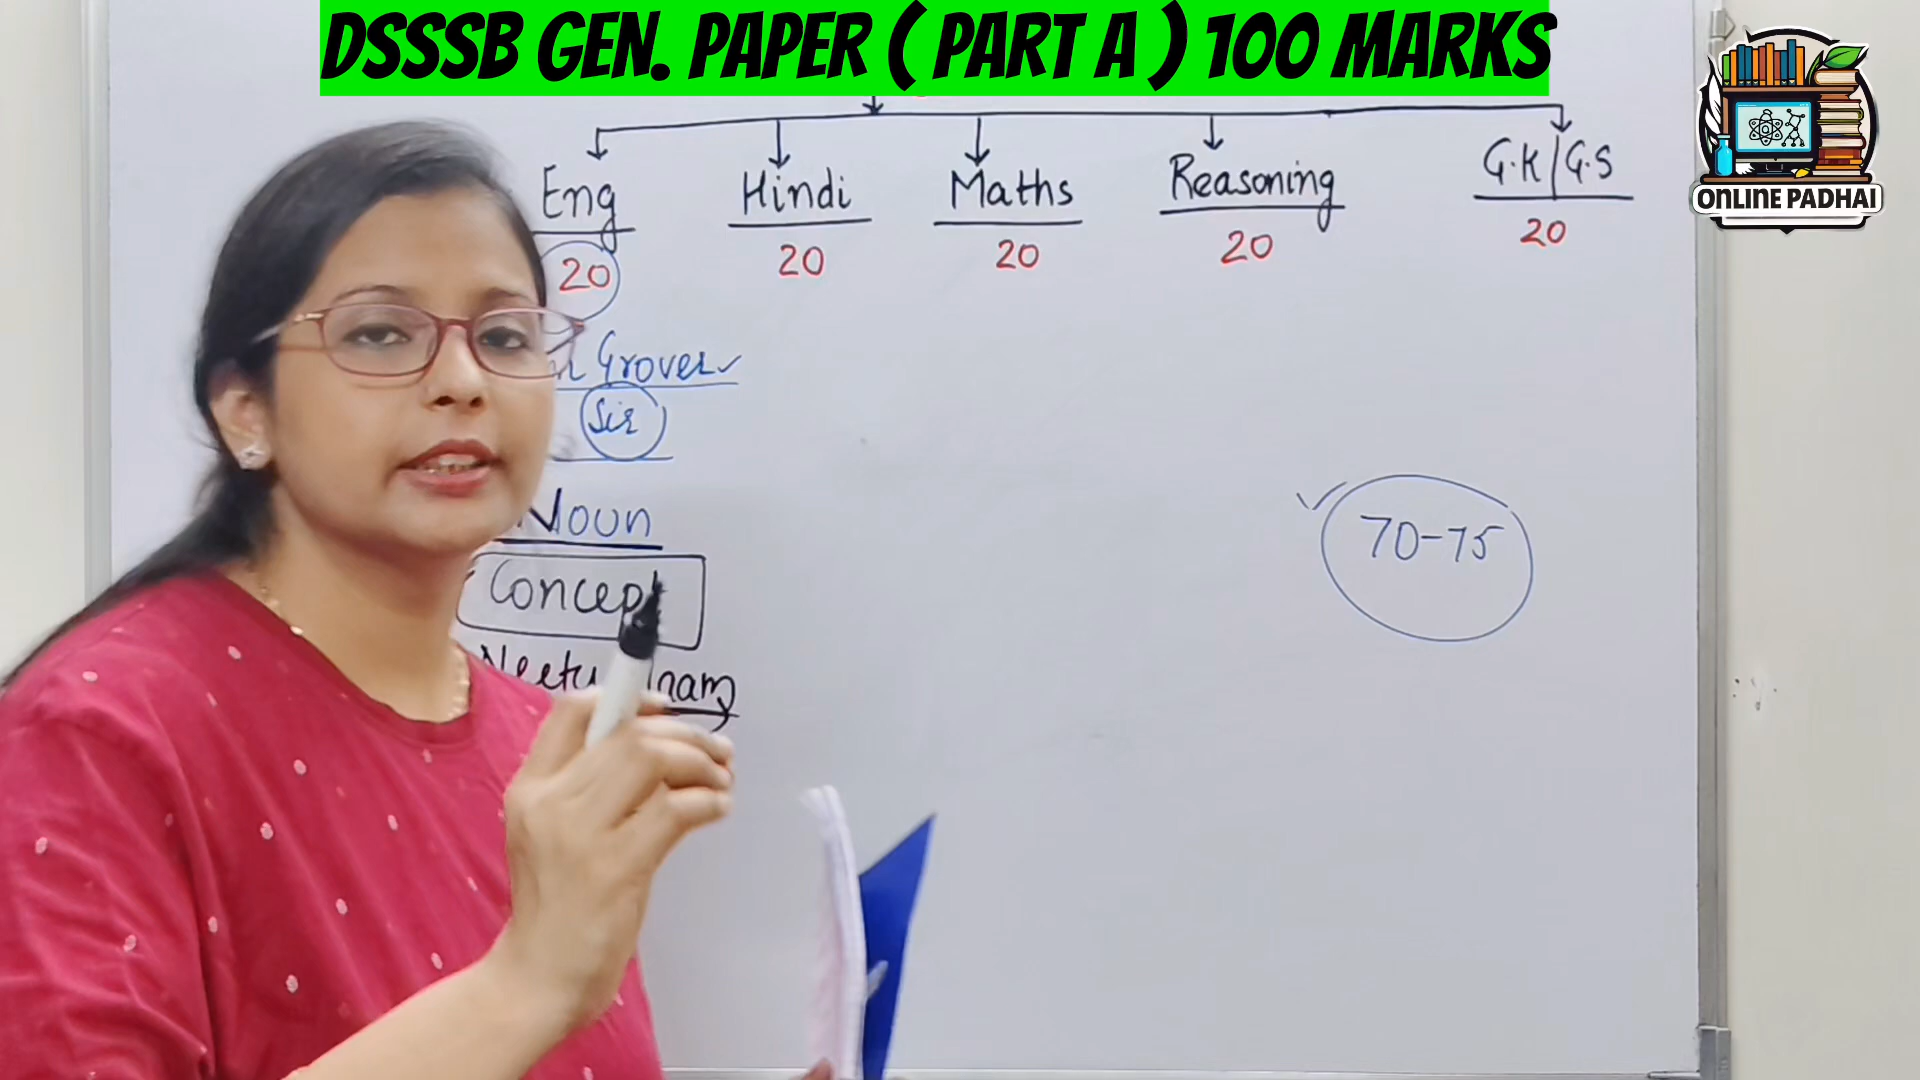 DSSSB GEN. PAPER ( PART A ) 100 MARKS
ONLINE PADHAI
Eng Hindi Maths Reasoning G.K/G.S
20 20 20 20 20
Grover
Sir
Noun
Concept
70-75
Neetu